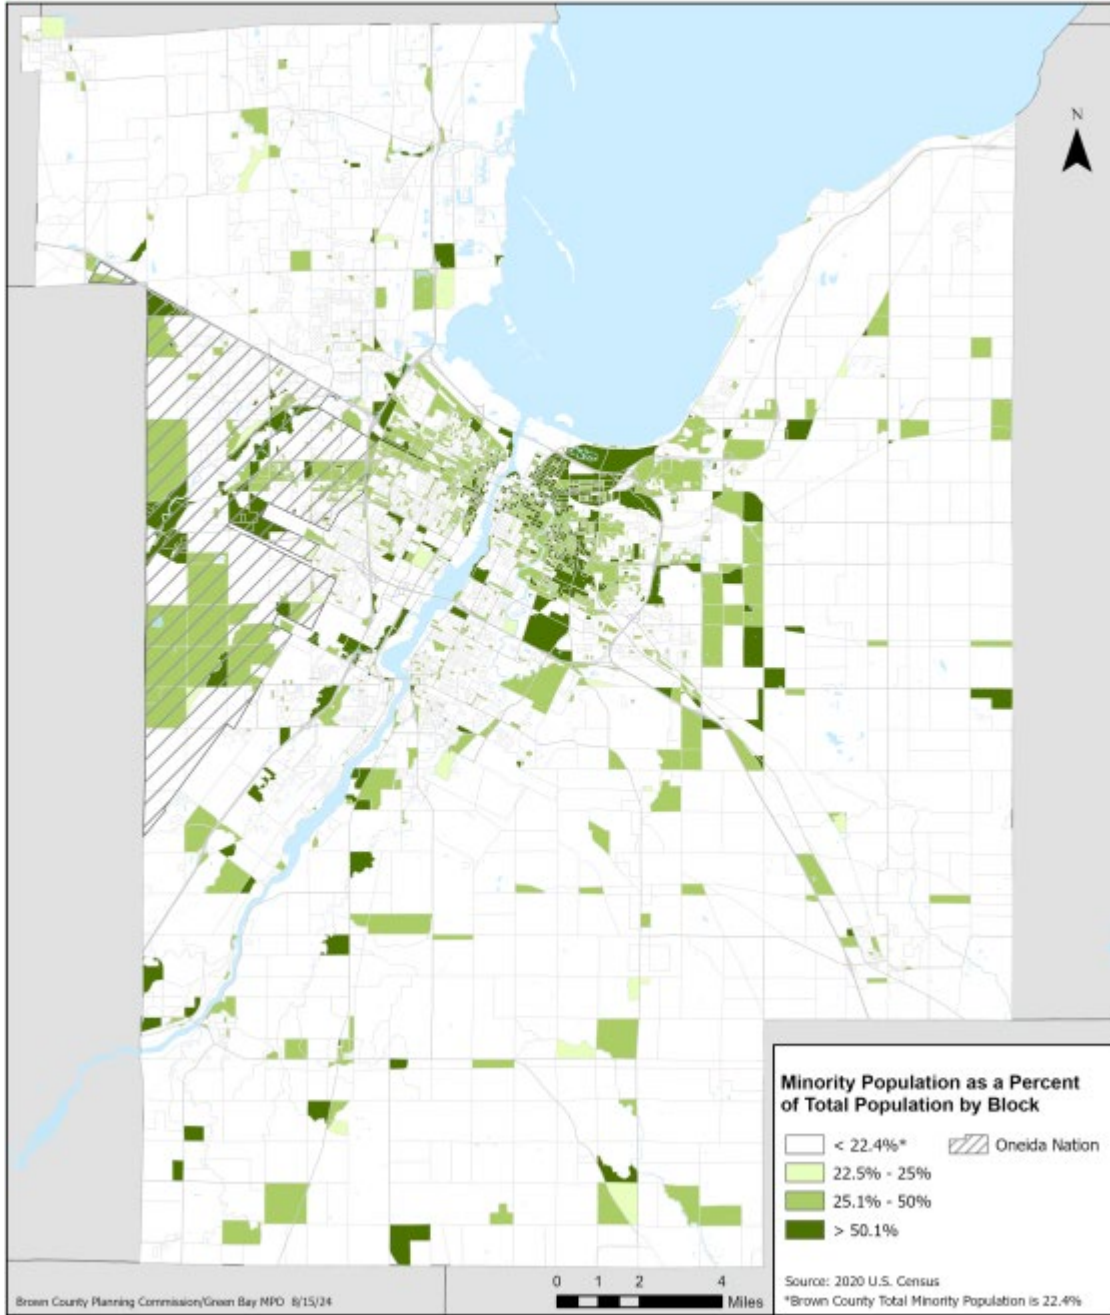 N
Minority Population as a Percent
of Total Population by Block
< 22.4%*
Oneida Nation
22.5% - 25%
25.1% - 50%
> 50.1%
Source: 2020 U.S. Census
*Brown County Total Minority Population is 22.4%
0 1 2 4
Miles
Brown County Planning Commission/Green Bay MPO 8/15/24